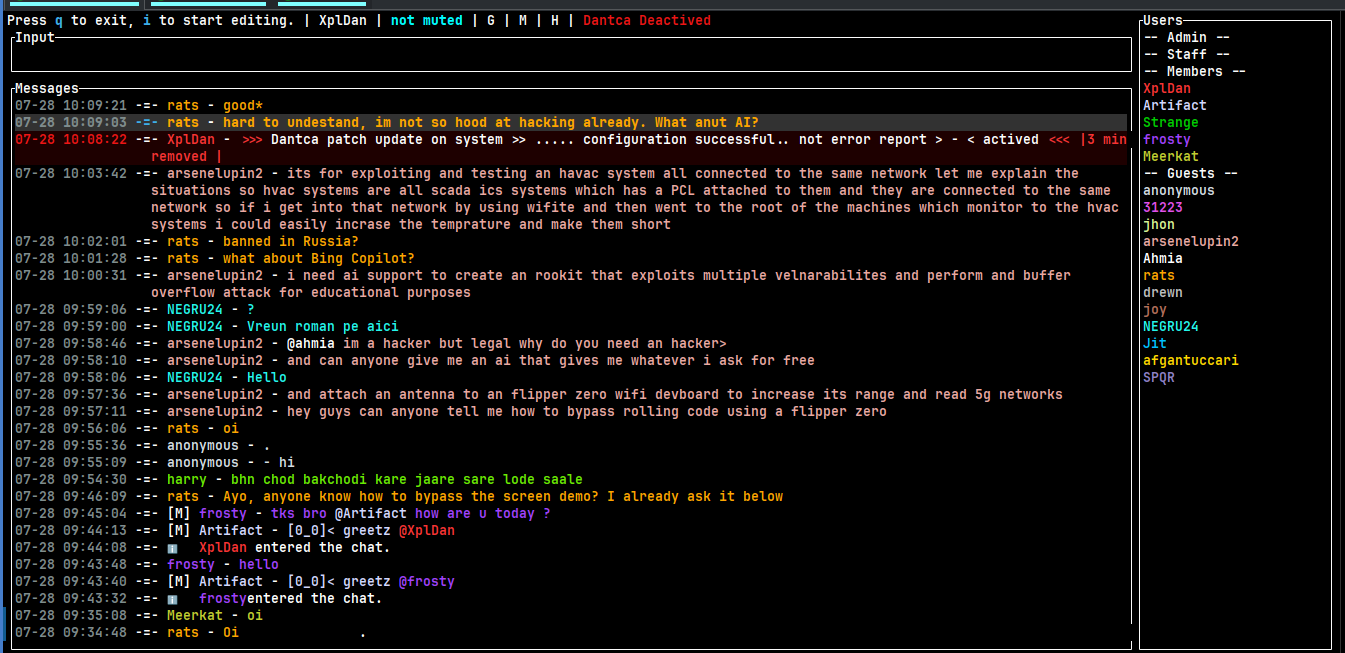 Press q to exit, i to start editing. | XplDan | not muted | G | M | H | Dantca Deactived
Input
Messages
07-28 10:09:21 -=- rats - good*
07-28 10:09:03 -=- rats - hard to undestand, im not so hood at hacking already. What anut AI?
07-28 10:08:22 -=- XplDan - >>> Dantca patch update on system >> ..... configuration successful.. not error report > - < actived <<< |3 min
removed |
07-28 10:03:42 -=- arsenelupin2 - its for exploiting and testing an havac system all connected to the same network let me explain the
situations so hvac systems are all scada ics systems which has a PCL attached to them and they are connected to the same
network so if i get into that network by using wifite and then went to the root of the machines which monitor to the hvac
systems i could easily incrase the temprature and make them short
07-28 10:02:01 -=- rats - banned in Russia?
07-28 10:01:28 -=- rats - what about Bing Copilot?
07-28 10:00:31 -=- arsenelupin2 - i need ai support to create an rookit that exploits multiple velnarabilites and perform and buffer
overflow attack for educational purposes
07-28 09:59:06 -=- NEGRU24 - ?
07-28 09:59:00 -=- NEGRU24 - Vreun roman pe aici
07-28 09:58:46 -=- arsenelupin2 - @ahmia im a hacker but legal why do you need an hacker>
07-28 09:58:10 -=- arsenelupin2 - and can anyone give me an ai that gives me whatever i ask for free
07-28 09:58:06 -=- NEGRU24 - Hello
07-28 09:57:36 -=- arsenelupin2 - and attach an antenna to an flipper zero wifi devboard to increase its range and read 5g networks
07-28 09:57:11 -=- arsenelupin2 - hey guys can anyone tell me how to bypass rolling code using a flipper zero
07-28 09:56:06 -=- rats - oi
07-28 09:55:36 -=- anonymous - .
07-28 09:55:09 -=- anonymous - - hi
07-28 09:54:30 -=- harry - bhn chod bakchodi kare jaare sare lode saale
07-28 09:46:09 -=- rats - Ayo, anyone know how to bypass the screen demo? I already ask it below
07-28 09:45:04 -=- [M] frosty - tks bro @Artifact how are u today ?
07-28 09:44:13 -=- [M] Artifact - [0_0]< greetz @XplDan
07-28 09:44:08 -=- ℹ XplDan entered the chat.
07-28 09:43:48 -=- frosty - hello
07-28 09:43:40 -=- [M] Artifact - [0_0]< greetz @frosty
07-28 09:43:32 -=- ℹ frostyentered the chat.
07-28 09:35:08 -=- Meerkat - oi
07-28 09:34:48 -=- rats - Oi .
Users
-- Admin --
-- Staff --
-- Members --
XplDan
Artifact
Strange
frosty
Meerkat
-- Guests --
anonymous
31223
jhon
arsenelupin2
Ahmia
rats
drewn
joy
NEGRU24
Jit
afgantuccari
SPQR